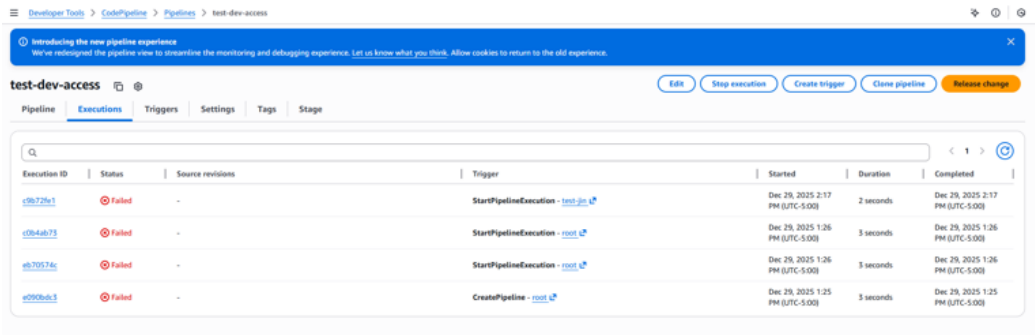 Developer Tools > CodePipeline > Pipelines > test-dev-access
Introducing the new pipeline experience
We've redesigned the pipeline view to streamline the monitoring and debugging experience. Let us know what you think. Allow cookies to return to the old experience.
test-dev-access
Edit Stop execution Create trigger Clone pipeline Release change
Pipeline Executions Triggers Settings Tags Stage
< 1 >
Execution ID Status Source revisions Trigger Started Duration Completed
c9b72fe1 Failed - StartPipelineExecution - test-jin Dec 29, 2025 2:17 2 seconds Dec 29, 2025 2:17
PM (UTC-5:00) PM (UTC-5:00)
c0b4ab73 Failed - StartPipelineExecution - root Dec 29, 2025 1:26 3 seconds Dec 29, 2025 1:26
PM (UTC-5:00) PM (UTC-5:00)
eb70574c Failed - StartPipelineExecution - root Dec 29, 2025 1:26 3 seconds Dec 29, 2025 1:26
PM (UTC-5:00) PM (UTC-5:00)
e090bdc3 Failed - CreatePipeline - root Dec 29, 2025 1:25 3 seconds Dec 29, 2025 1:25
PM (UTC-5:00) PM (UTC-5:00)